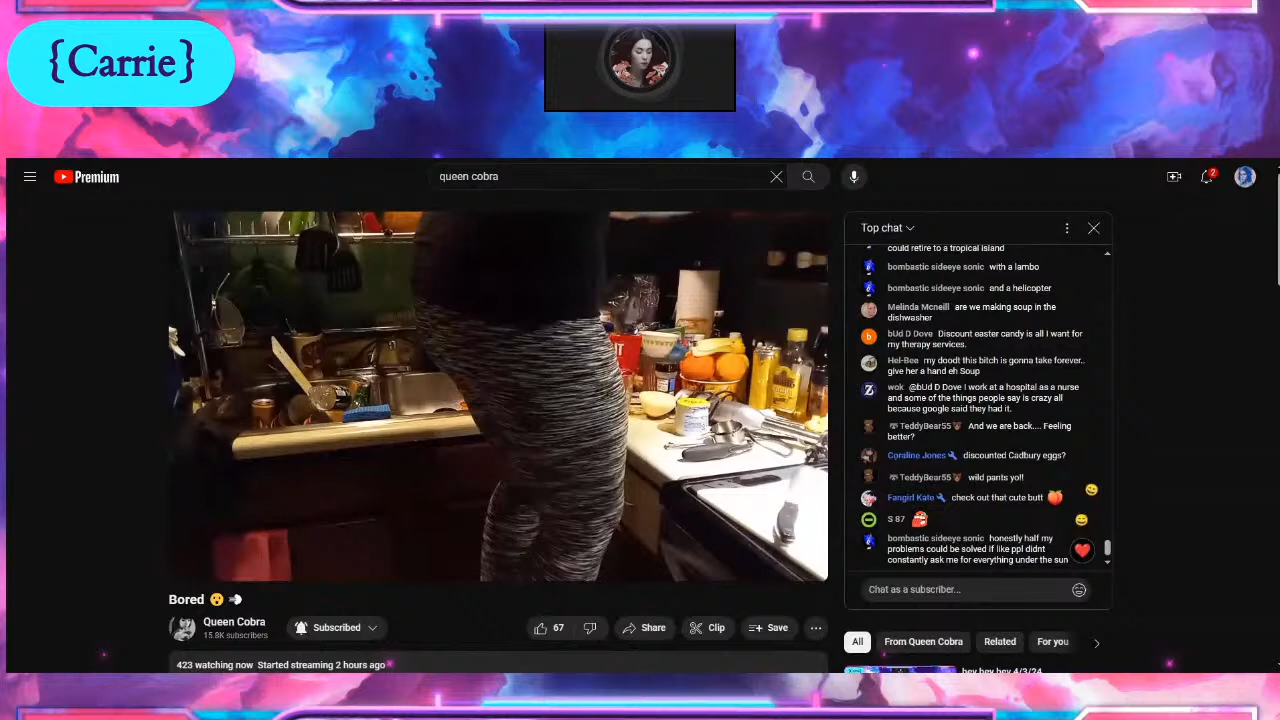 {Carrie}
Premium
queen cobra
2
Top chat
could retire to a tropical island
bombastic sideeye sonic with a lambo
bombastic sideeye sonic and a helicopter
Melinda Mcneill are we making soup in the
dishwasher
b
bUd D Dove Discount easter candy is all I want for
my therapy services.
Hel-Bee my doodt this bitch is gonna take forever..
give her a hand eh Soup
Z
wok @bUd D Dove I work at a hospital as a nurse
and some of the things people say is crazy all
because google said they had it.
TeddyBear55 And we are back.... Feeling
better?
Coraline Jones discounted Cadbury eggs?
TeddyBear55 wild pants yo!!
Fangirl Kate check out that cute butt 🍑
S 87
bombastic sideeye sonic honestly half my
problems could be solved if like ppl didnt
constantly ask me for everything under the sun
Chat as a subscriber...
Bored 😮 💨
Queen Cobra
15.8K subscribers
Subscribed
67
Share
Clip
Save
All
From Queen Cobra
Related
For you
423 watching now Started streaming 2 hours ago
hey hey hey 4/3/24